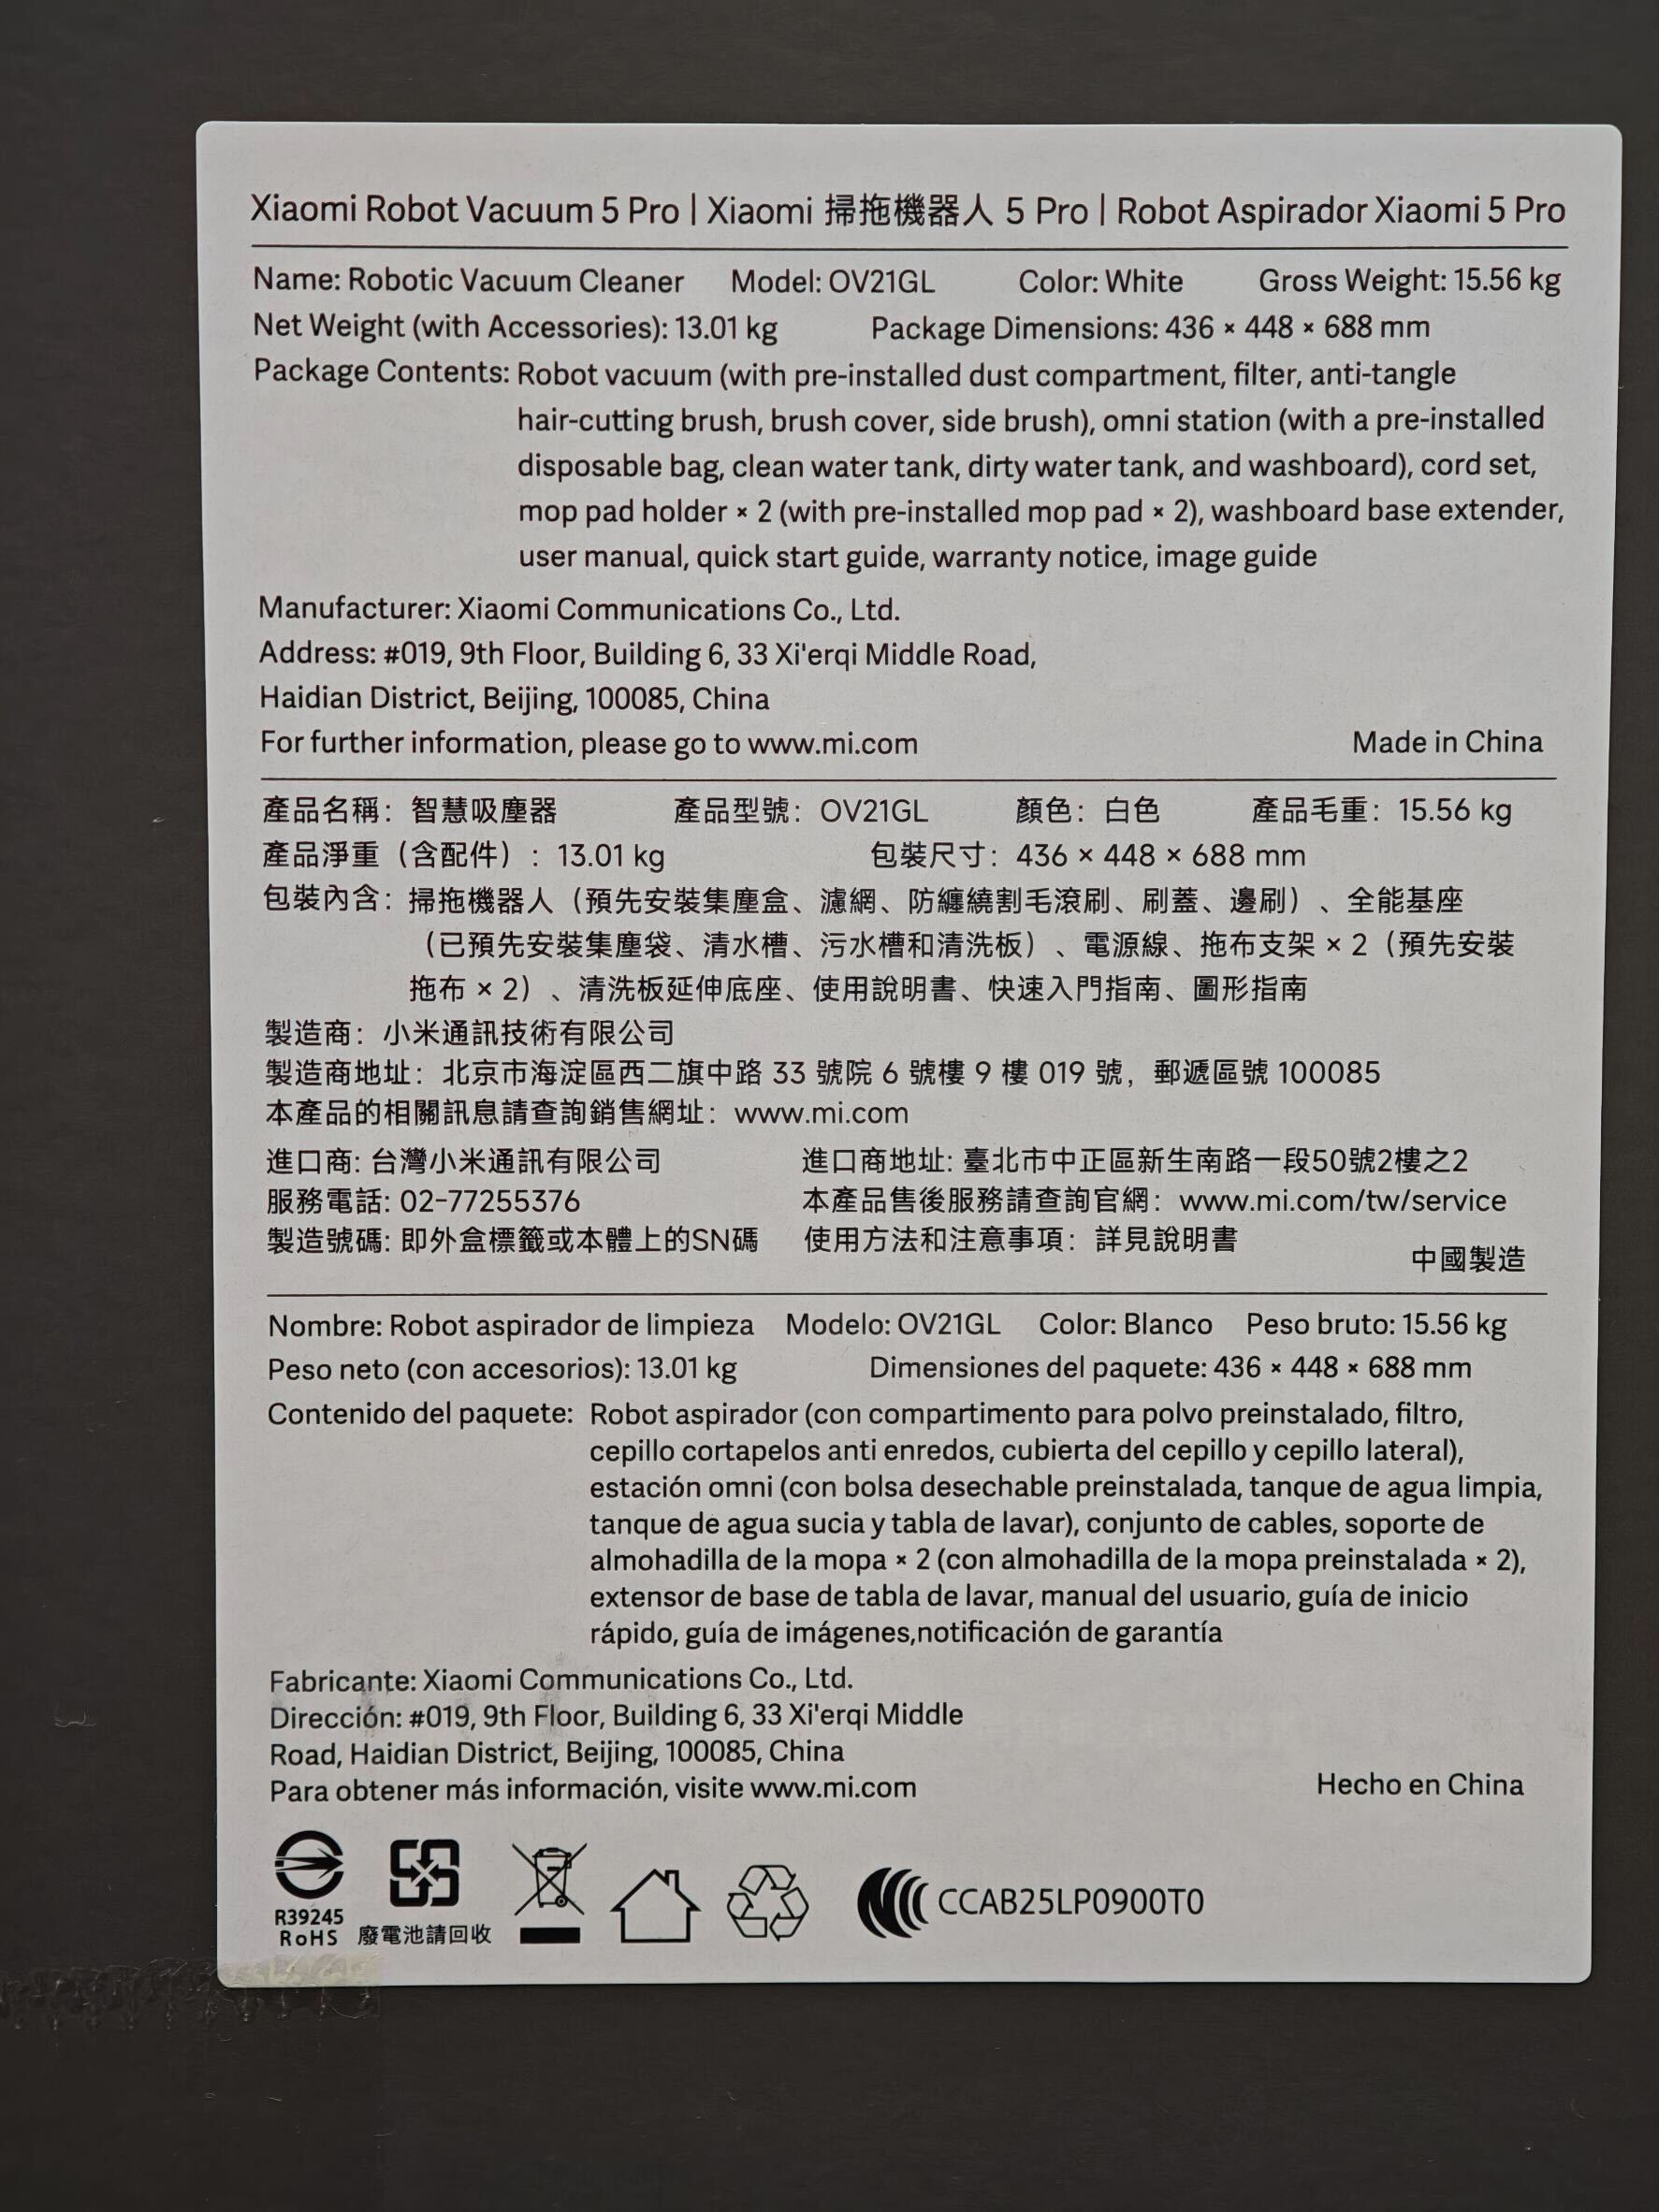 Xiaomi Robot Vacuum 5 Pro | Xiaomi 掃拖機器人 5 Pro | Robot Aspirador Xiaomi 5 Pro
Name: Robotic Vacuum Cleaner Model: OV21GL Color: White Gross Weight: 15.56 kg
Net Weight (with Accessories): 13.01 kg Package Dimensions: 436 × 448 × 688 mm
Package Contents: Robot vacuum (with pre-installed dust compartment, filter, anti-tangle
hair-cutting brush, brush cover, side brush), omni station (with a pre-installed
disposable bag, clean water tank, dirty water tank, and washboard), cord set,
mop pad holder × 2 (with pre-installed mop pad × 2), washboard base extender,
user manual, quick start guide, warranty notice, image guide
Manufacturer: Xiaomi Communications Co., Ltd.
Address: #019, 9th Floor, Building 6, 33 Xi'erqi Middle Road,
Haidian District, Beijing, 100085, China
For further information, please go to www.mi.com Made in China
產品名稱：智慧吸塵器 產品型號：OV21GL 顏色：白色 產品毛重：15.56 kg
產品淨重（含配件）：13.01 kg 包裝尺寸：436 × 448 × 688 mm
包裝內含：掃拖機器人（預先安裝集塵盒、濾網、防纏繞割毛滾刷、刷蓋、邊刷）、全能基座
（已預先安裝集塵袋、清水槽、污水槽和清洗板）、電源線、拖布支架 × 2（預先安裝
拖布 × 2）、清洗板延伸底座、使用說明書、快速入門指南、圖形指南
製造商：小米通訊技術有限公司
製造商地址：北京市海淀區西二旗中路 33 號院 6 號樓 9 樓 019 號，郵遞區號 100085
本產品的相關訊息請查詢銷售網址：www.mi.com
進口商: 台灣小米通訊有限公司 進口商地址: 臺北市中正區新生南路一段50號2樓之2
服務電話: 02-77255376 本產品售後服務請查詢官網：www.mi.com/tw/service
製造號碼: 即外盒標籤或本體上的SN碼 使用方法和注意事項：詳見說明書
中國製造
Nombre: Robot aspirador de limpieza Modelo: OV21GL Color: Blanco Peso bruto: 15.56 kg
Peso neto (con accesorios): 13.01 kg Dimensiones del paquete: 436 × 448 × 688 mm
Contenido del paquete: Robot aspirador (con compartimento para polvo preinstalado, filtro,
cepillo cortapelos anti enredos, cubierta del cepillo y cepillo lateral),
estación omni (con bolsa desechable preinstalada, tanque de agua limpia,
tanque de agua sucia y tabla de lavar), conjunto de cables, soporte de
almohadilla de la mopa × 2 (con almohadilla de la mopa preinstalada × 2),
extensor de base de tabla de lavar, manual del usuario, guía de inicio
rápido, guía de imágenes,notificación de garantía
Fabricante: Xiaomi Communications Co., Ltd.
Dirección: #019, 9th Floor, Building 6, 33 Xi'erqi Middle
Road, Haidian District, Beijing, 100085, China
Para obtener más información, visite www.mi.com Hecho en China
R39245
RoHS
廢電池請回收
CCAB25LP0900T0